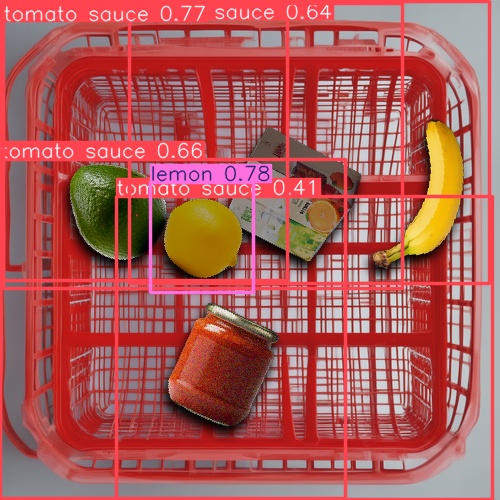 tomato sauce 0.77
sauce 0.64
tomato sauce 0.66
lemon 0.78
tomato sauce 0.41